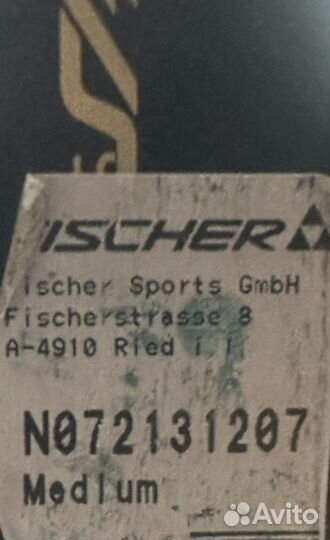 ISCHER
ischer Sports GmbH
Fischerstrasse 8
A-4910 Ried i.I
N072131207
Medium
Avito